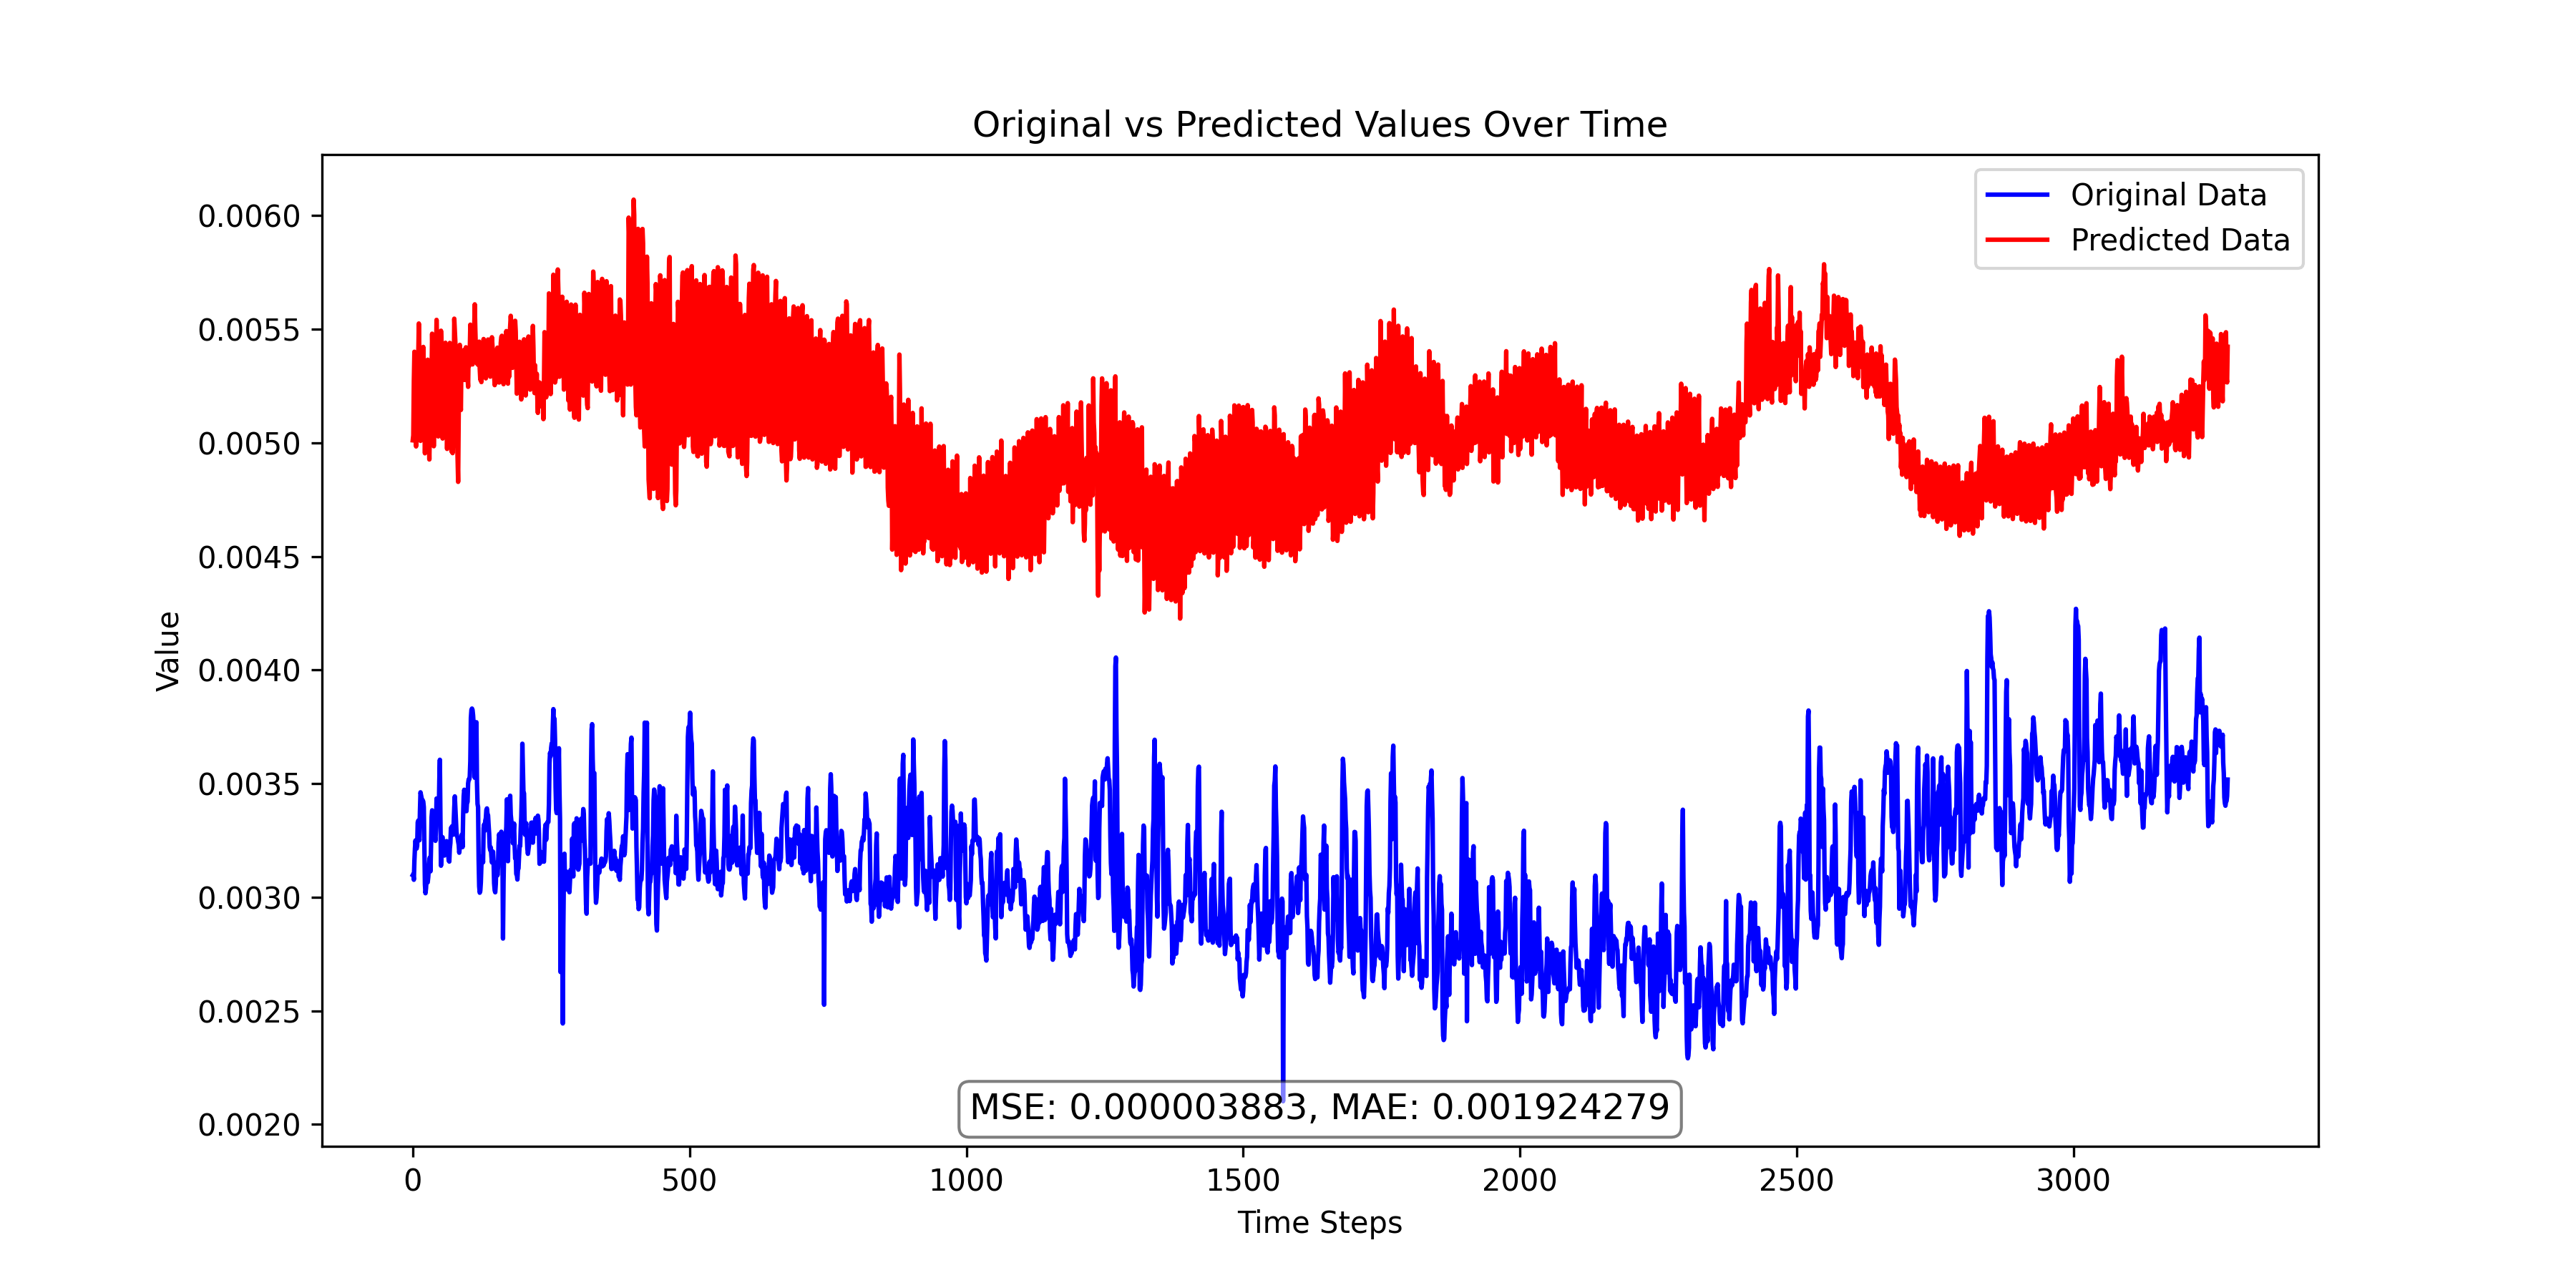 Original vs Predicted Values Over Time
Original Data
Predicted Data
0.0060
0.0055
0.0050
0.0045
0.0040
0.0035
0.0030
0.0025
0.0020
Value
MSE: 0.000003883, MAE: 0.001924279
0 500 1000 1500 2000 2500 3000
Time Steps